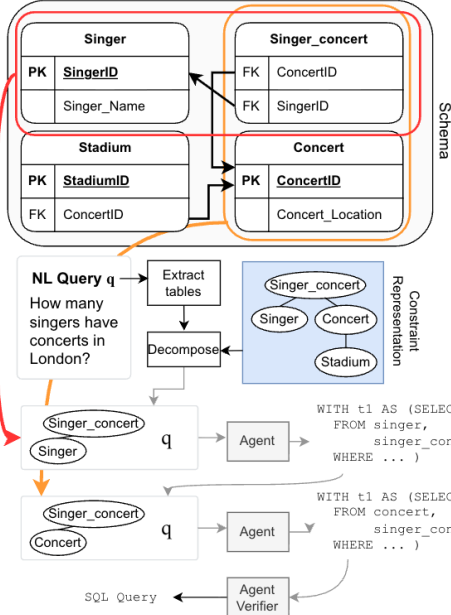 Singer
PK SingerID
Singer_Name
Singer_concert
FK ConcertID
FK SingerID
Stadium
PK StadiumID
FK ConcertID
Concert
PK ConcertID
Concert_Location
Schema
NL Query q
How many
singers have
concerts in
London?
Extract
tables
Decompose
Singer_concert
Singer
Concert
Stadium
Constraint
Representation
Singer_concert
Singer
q
Agent
WITH t1 AS (SELEC
FROM singer,
singer_con
WHERE ... )
Singer_concert
Concert
q
Agent
WITH t1 AS (SELEC
FROM concert,
singer_con
WHERE ... )
SQL Query
Agent
Verifier